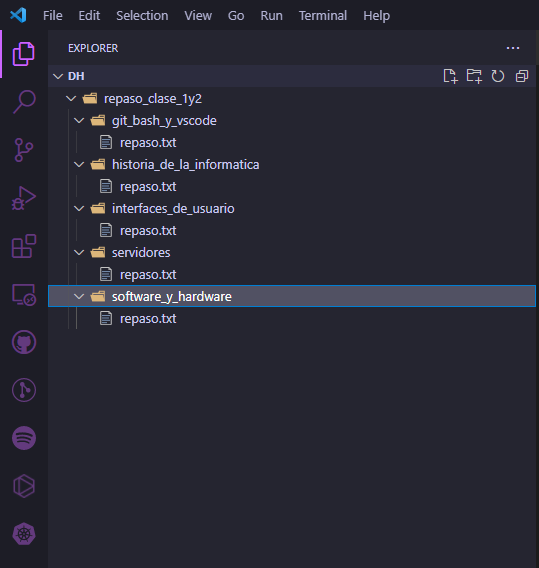 File Edit Selection View Go Run Terminal Help
EXPLORER
DH
repaso_clase_1y2
git_bash_y_vscode
repaso.txt
historia_de_la_informatica
repaso.txt
interfaces_de_usuario
repaso.txt
servidores
repaso.txt
software_y_hardware
repaso.txt